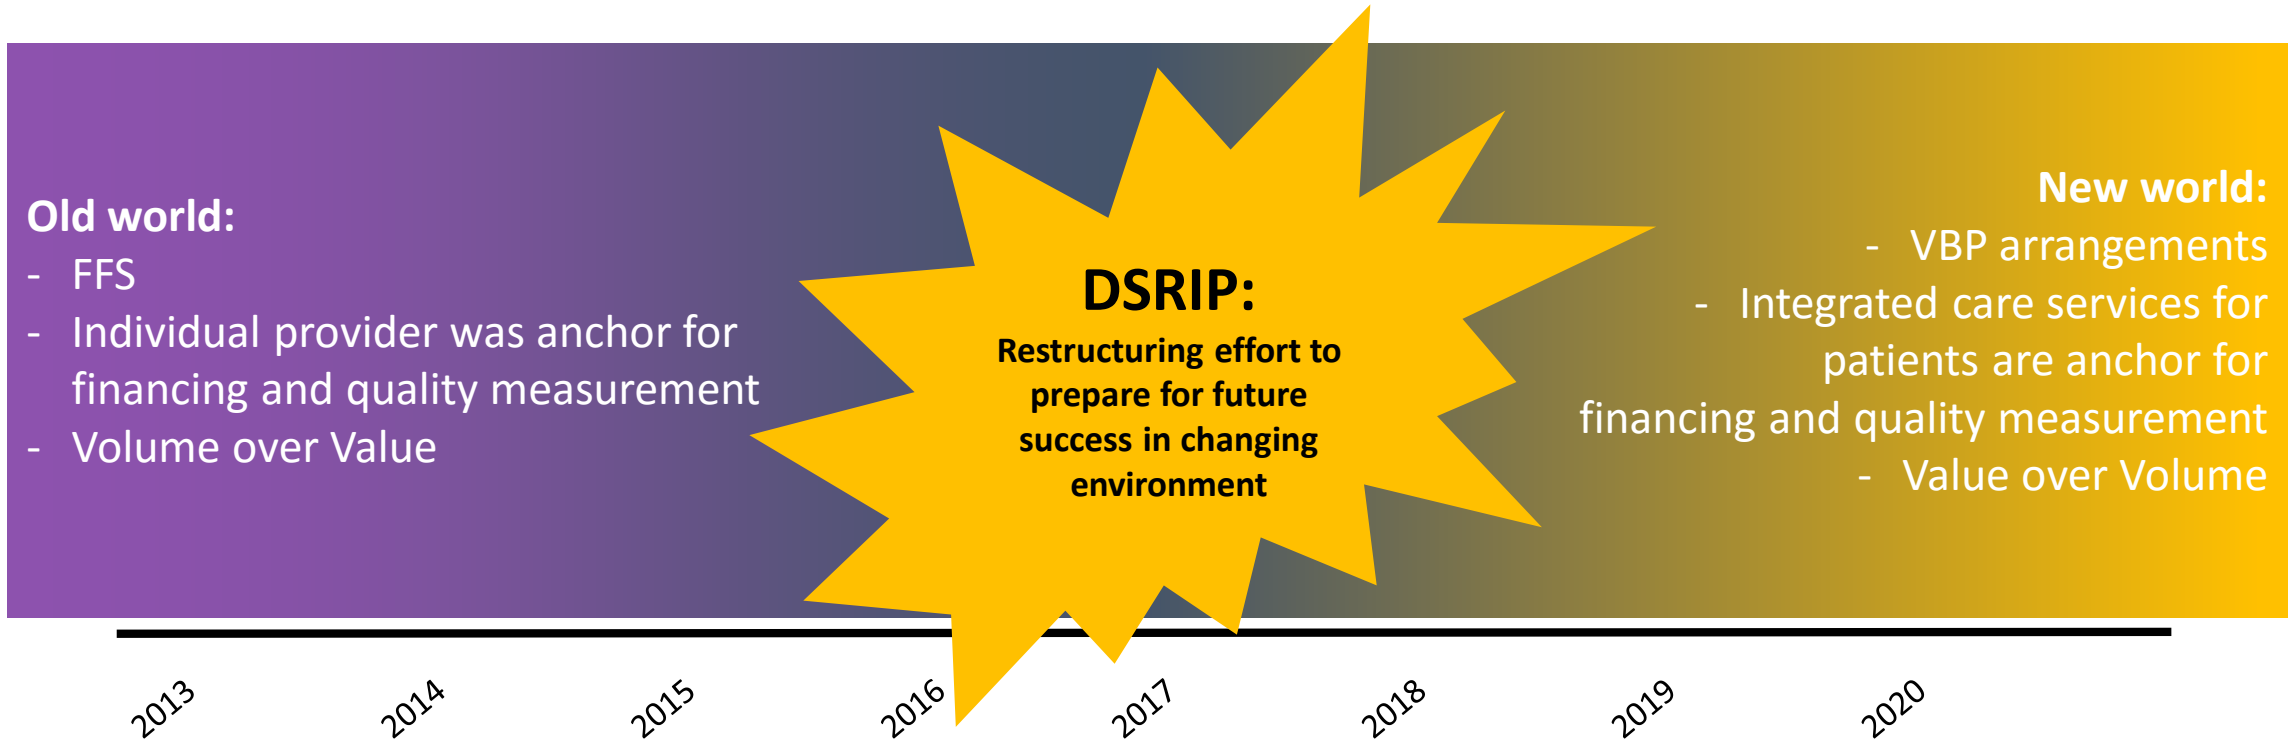 Old world:
- FFS
- Individual provider was anchor for
financing and quality measurement
- Volume over Value
DSRIP:
Restructuring effort to
prepare for future
success in changing
environment
New world:
- VBP arrangements
- Integrated care services for
patients are anchor for
financing and quality measurement
- Value over Volume
2013
2014
2015
2016
2017
2018
2019
2020